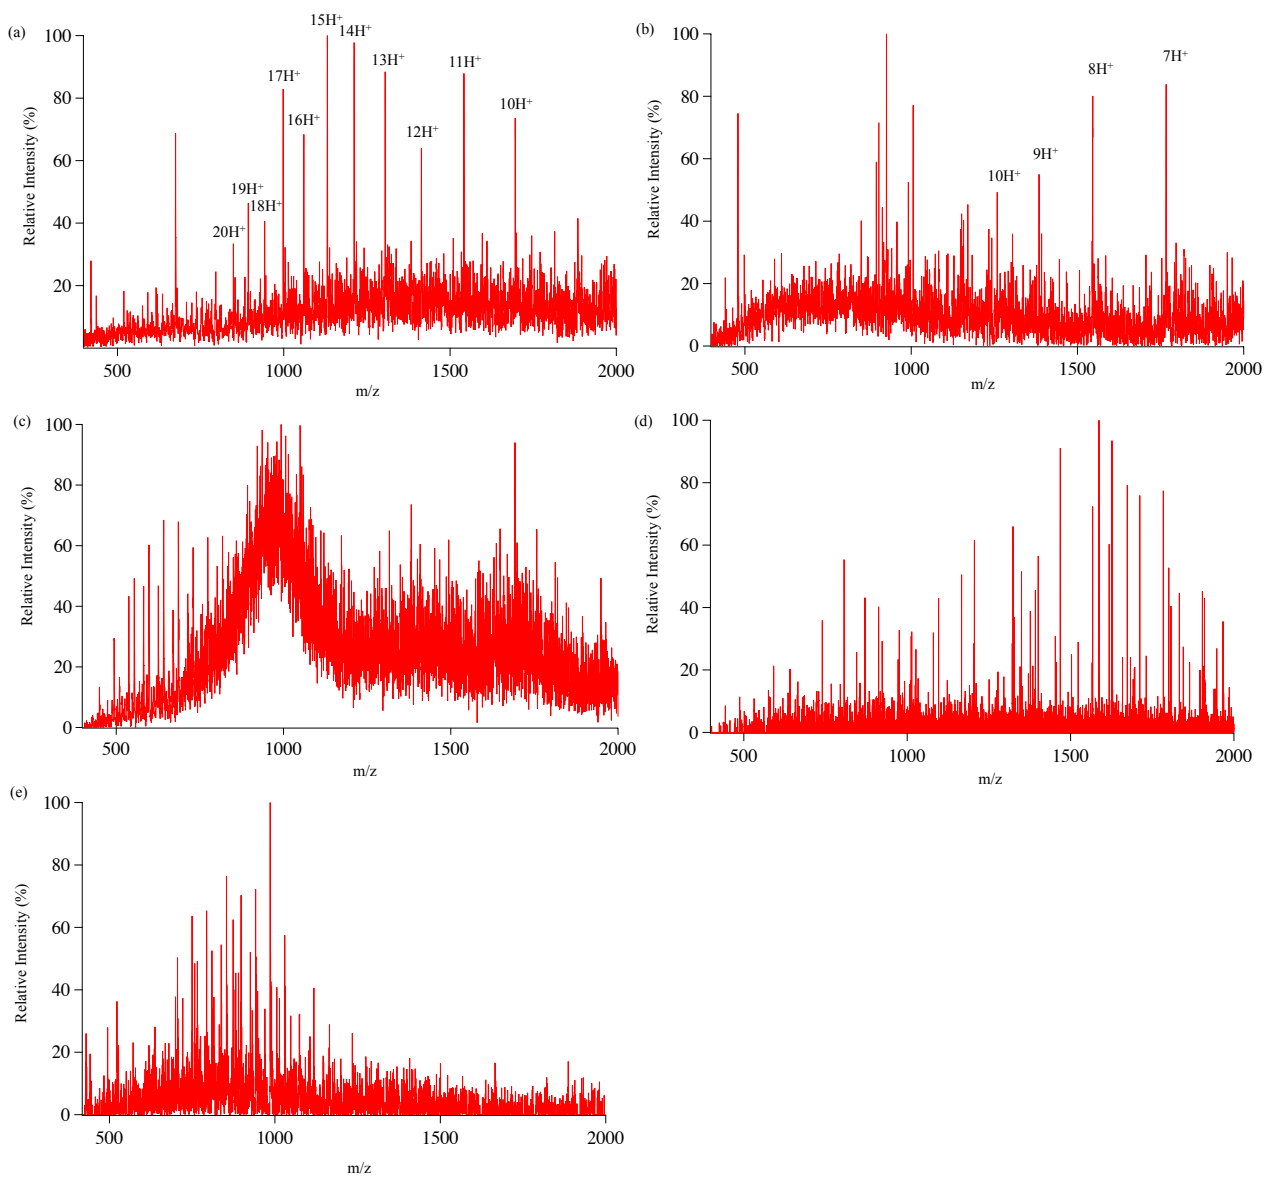 (a)
Relative Intensity (%)
100
80
60
40
20
15H+
14H+
13H+
17H+
11H+
16H+
10H+
12H+
19H+
18H+
20H+
500
1000
1500
2000
m/z
(b)
Relative Intensity (%)
100
80
60
40
20
0
7H+
8H+
9H+
10H+
500
1000
1500
2000
m/z
(c)
Relative Intensity (%)
100
80
60
40
20
0
500
1000
1500
2000
m/z
(d)
Relative Intensity (%)
100
80
60
40
20
0
500
1000
1500
2000
m/z
(e)
Relative Intensity (%)
100
80
60
40
20
0
500
1000
1500
2000
m/z